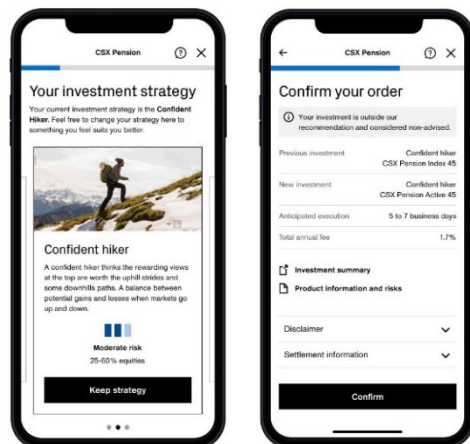 CSX Pension
Your investment strategy
Your current investment strategy is the Confident
Hiker. Feel free to change your strategy here to
something you feel suits you better.
Confident hiker
A confident hiker thinks the rewarding views
at the top are worth the uphill strides and
some downhills paths. A balance between
potential gains and losses when markets go
up and down.
Moderate risk
25-60% equities
Keep strategy
CSX Pension
Confirm your order
Your investment is outside our
recommendation and considered non-advised.
Previous investment Confident hiker
CSX Pension Index 45
New investment Confident hiker
CSX Pension Active 45
Anticipated execution 5 to 7 business days
Total annual fee 1.7%
Investment summary
Product information and risks
Disclaimer
Settlement information
Confirm